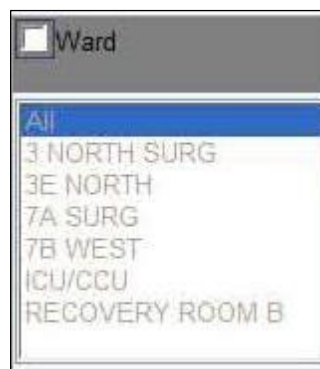 Ward
All
3 NORTH SURG
3E NORTH
7A SURG
7B WEST
ICU/CCU
RECOVERY ROOM B